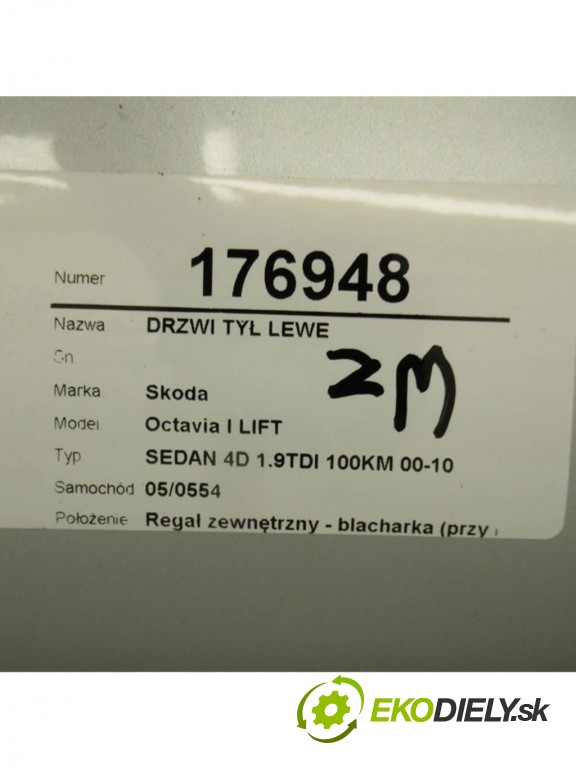 Numer 176948
Nazwa DRZWI TYŁ LEWE
Sn
Marka Skoda
Model Octavia I LIFT
Typ SEDAN 4D 1.9TDI 100KM 00-10
Samochód 05/0554
Położenie Regał zewnętrzny - blacharka (przy
ZM
EKODIELY.sk